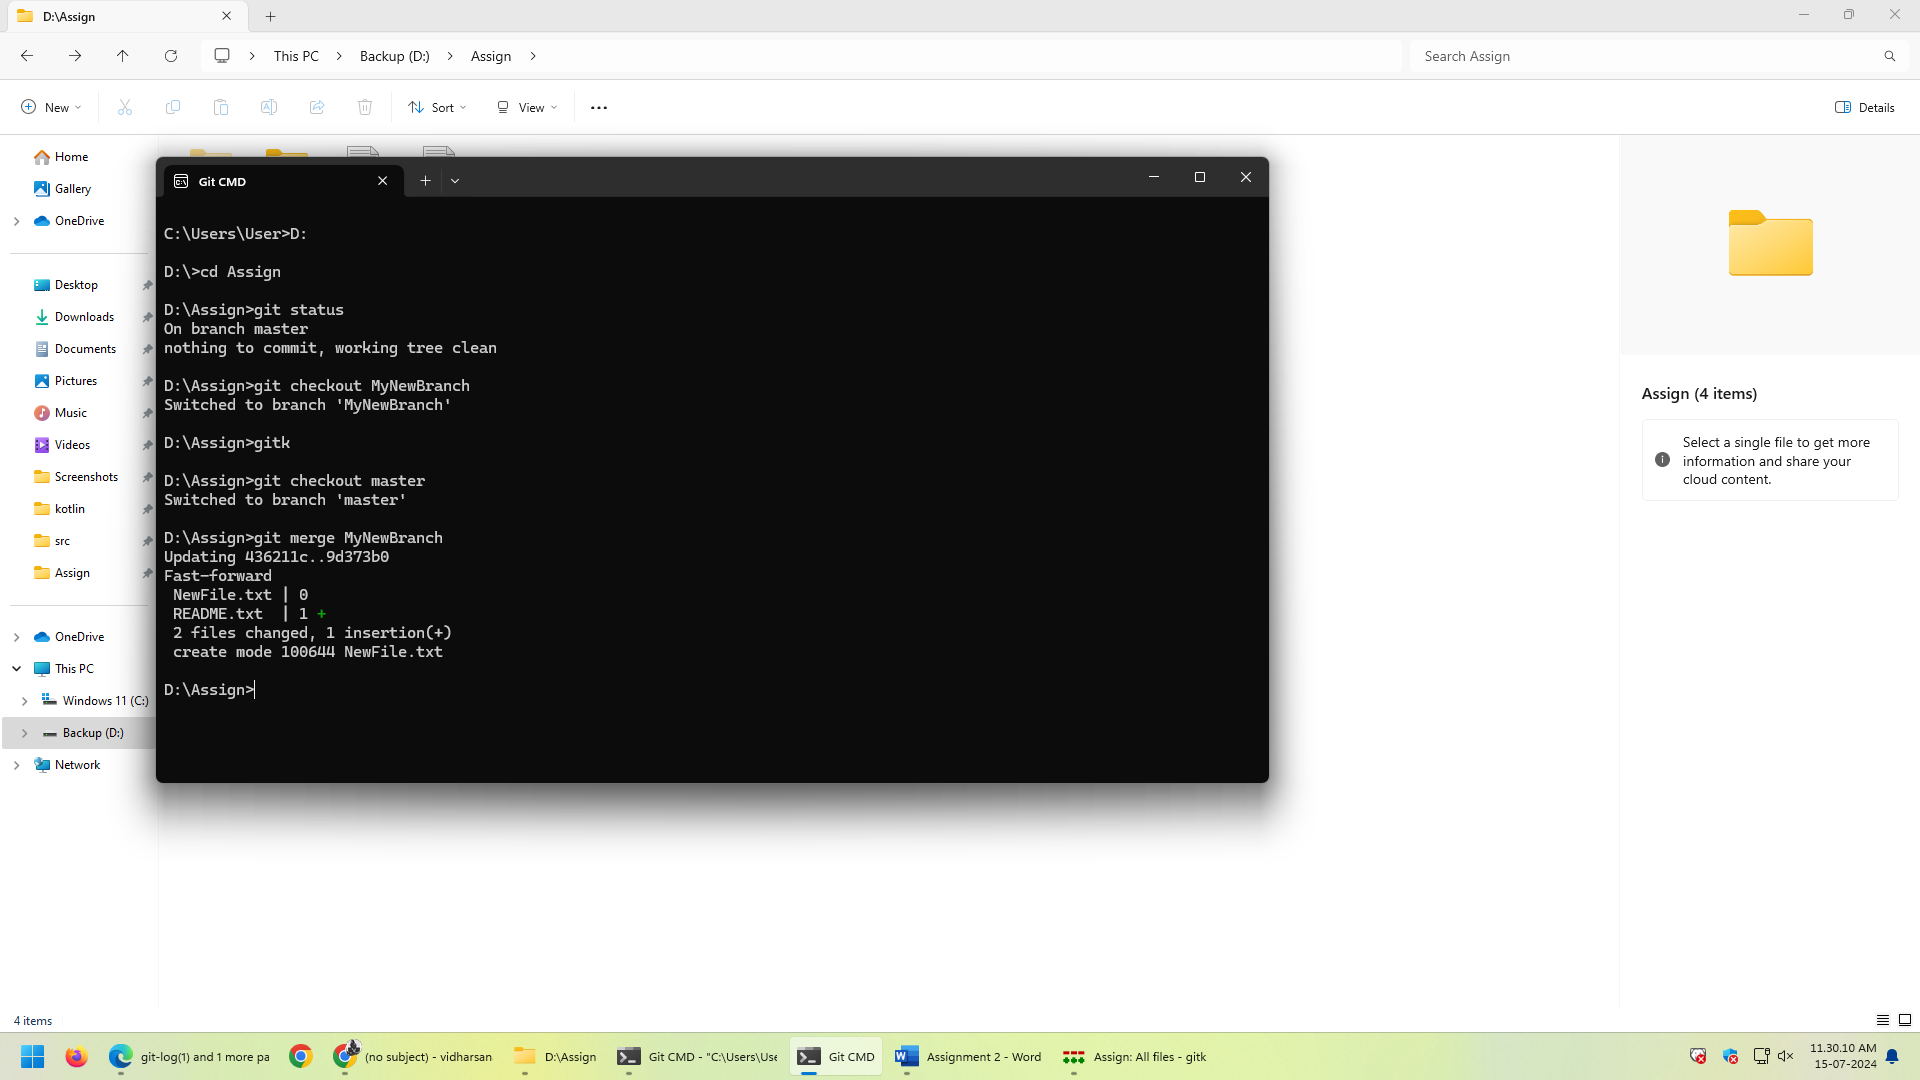 D:\Assign
This PC
Backup (D:)
Assign
Search Assign
New
Sort
View
Details
Home
Gallery
OneDrive
Desktop
Downloads
Documents
Pictures
Music
Videos
Screenshots
kotlin
src
Assign
OneDrive
This PC
Windows 11 (C:)
Backup (D:)
Network
Git CMD
C:\Users\User>D:
D:\>cd Assign
D:\Assign>git status
On branch master
nothing to commit, working tree clean
D:\Assign>git checkout MyNewBranch
Switched to branch 'MyNewBranch'
D:\Assign>gitk
D:\Assign>git checkout master
Switched to branch 'master'
D:\Assign>git merge MyNewBranch
Updating 436211c..9d373b0
Fast-forward
NewFile.txt | 0
README.txt | 1 +
2 files changed, 1 insertion(+)
create mode 100644 NewFile.txt
D:\Assign>
Assign (4 items)
Select a single file to get more
information and share your
cloud content.
4 items
git-log(1) and 1 more pa
(no subject) - vidharsan
D:\Assign
Git CMD - "C:\Users\Use
Git CMD
Assignment 2 - Word
Assign: All files - gitk
11.30.10 AM
15-07-2024